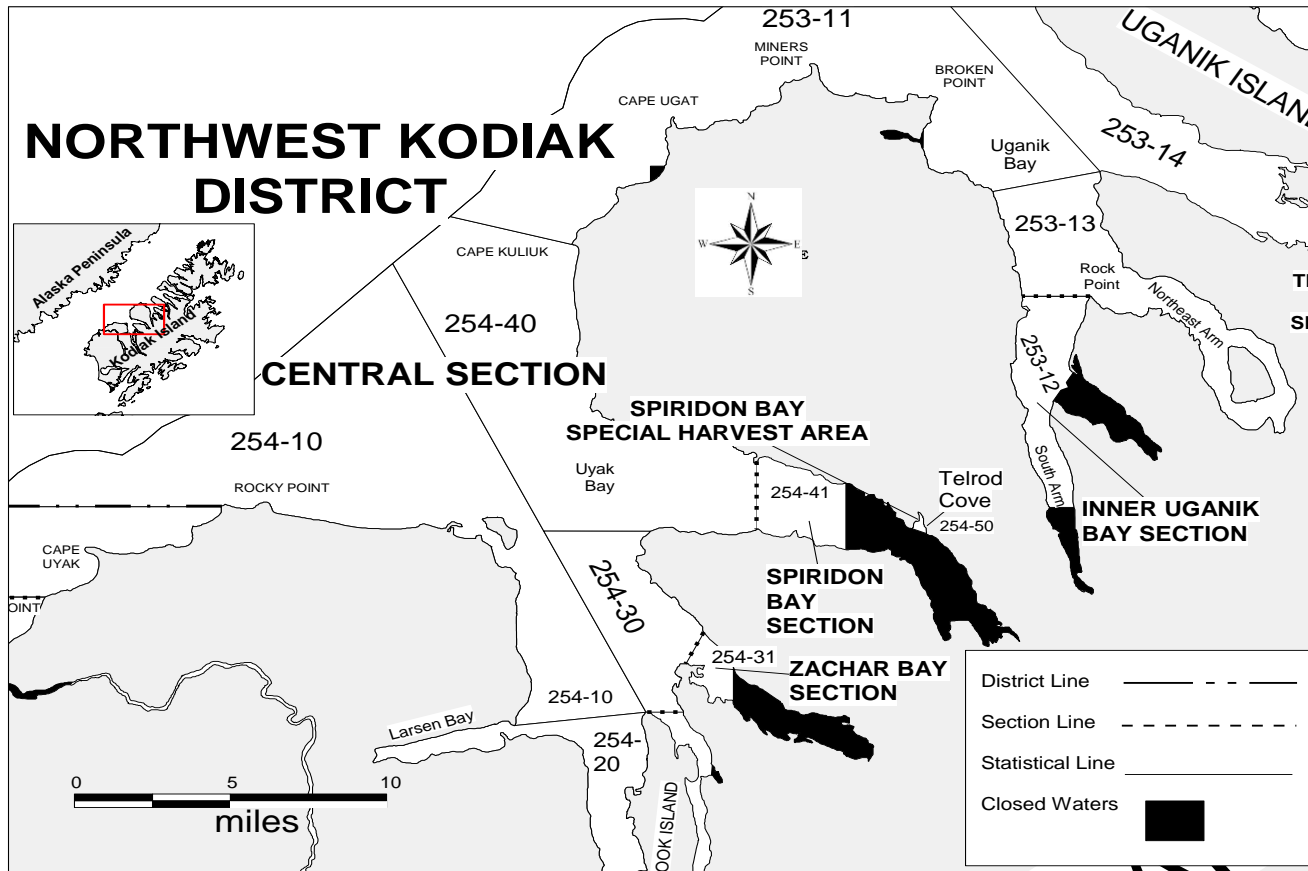 253-11
MINERS
POINT
BROKEN
POINT
UGANIK ISLAND
CAPE UGAT
NORTHWEST KODIAK
DISTRICT
Uganik
Bay
253-14
N
W
E
S
253-13
CAPE KULIUK
Alaska Peninsula
Kodiak Island
Rock
Point
Northeast Arm
254-40
CENTRAL SECTION
253-12
SPIRIDON BAY
SPECIAL HARVEST AREA
254-10
ROCKY POINT
Uyak
Bay
254-41
Telrod
Cove
254-50
South Arm
INNER UGANIK
BAY SECTION
CAPE
UYAK
OINT
254-30
SPIRIDON
BAY
SECTION
254-31
ZACHAR BAY
SECTION
254-10
Larsen Bay
254-
20
OOK ISLAND
0 5 10
miles
District Line
Section Line
Statistical Line
Closed Waters